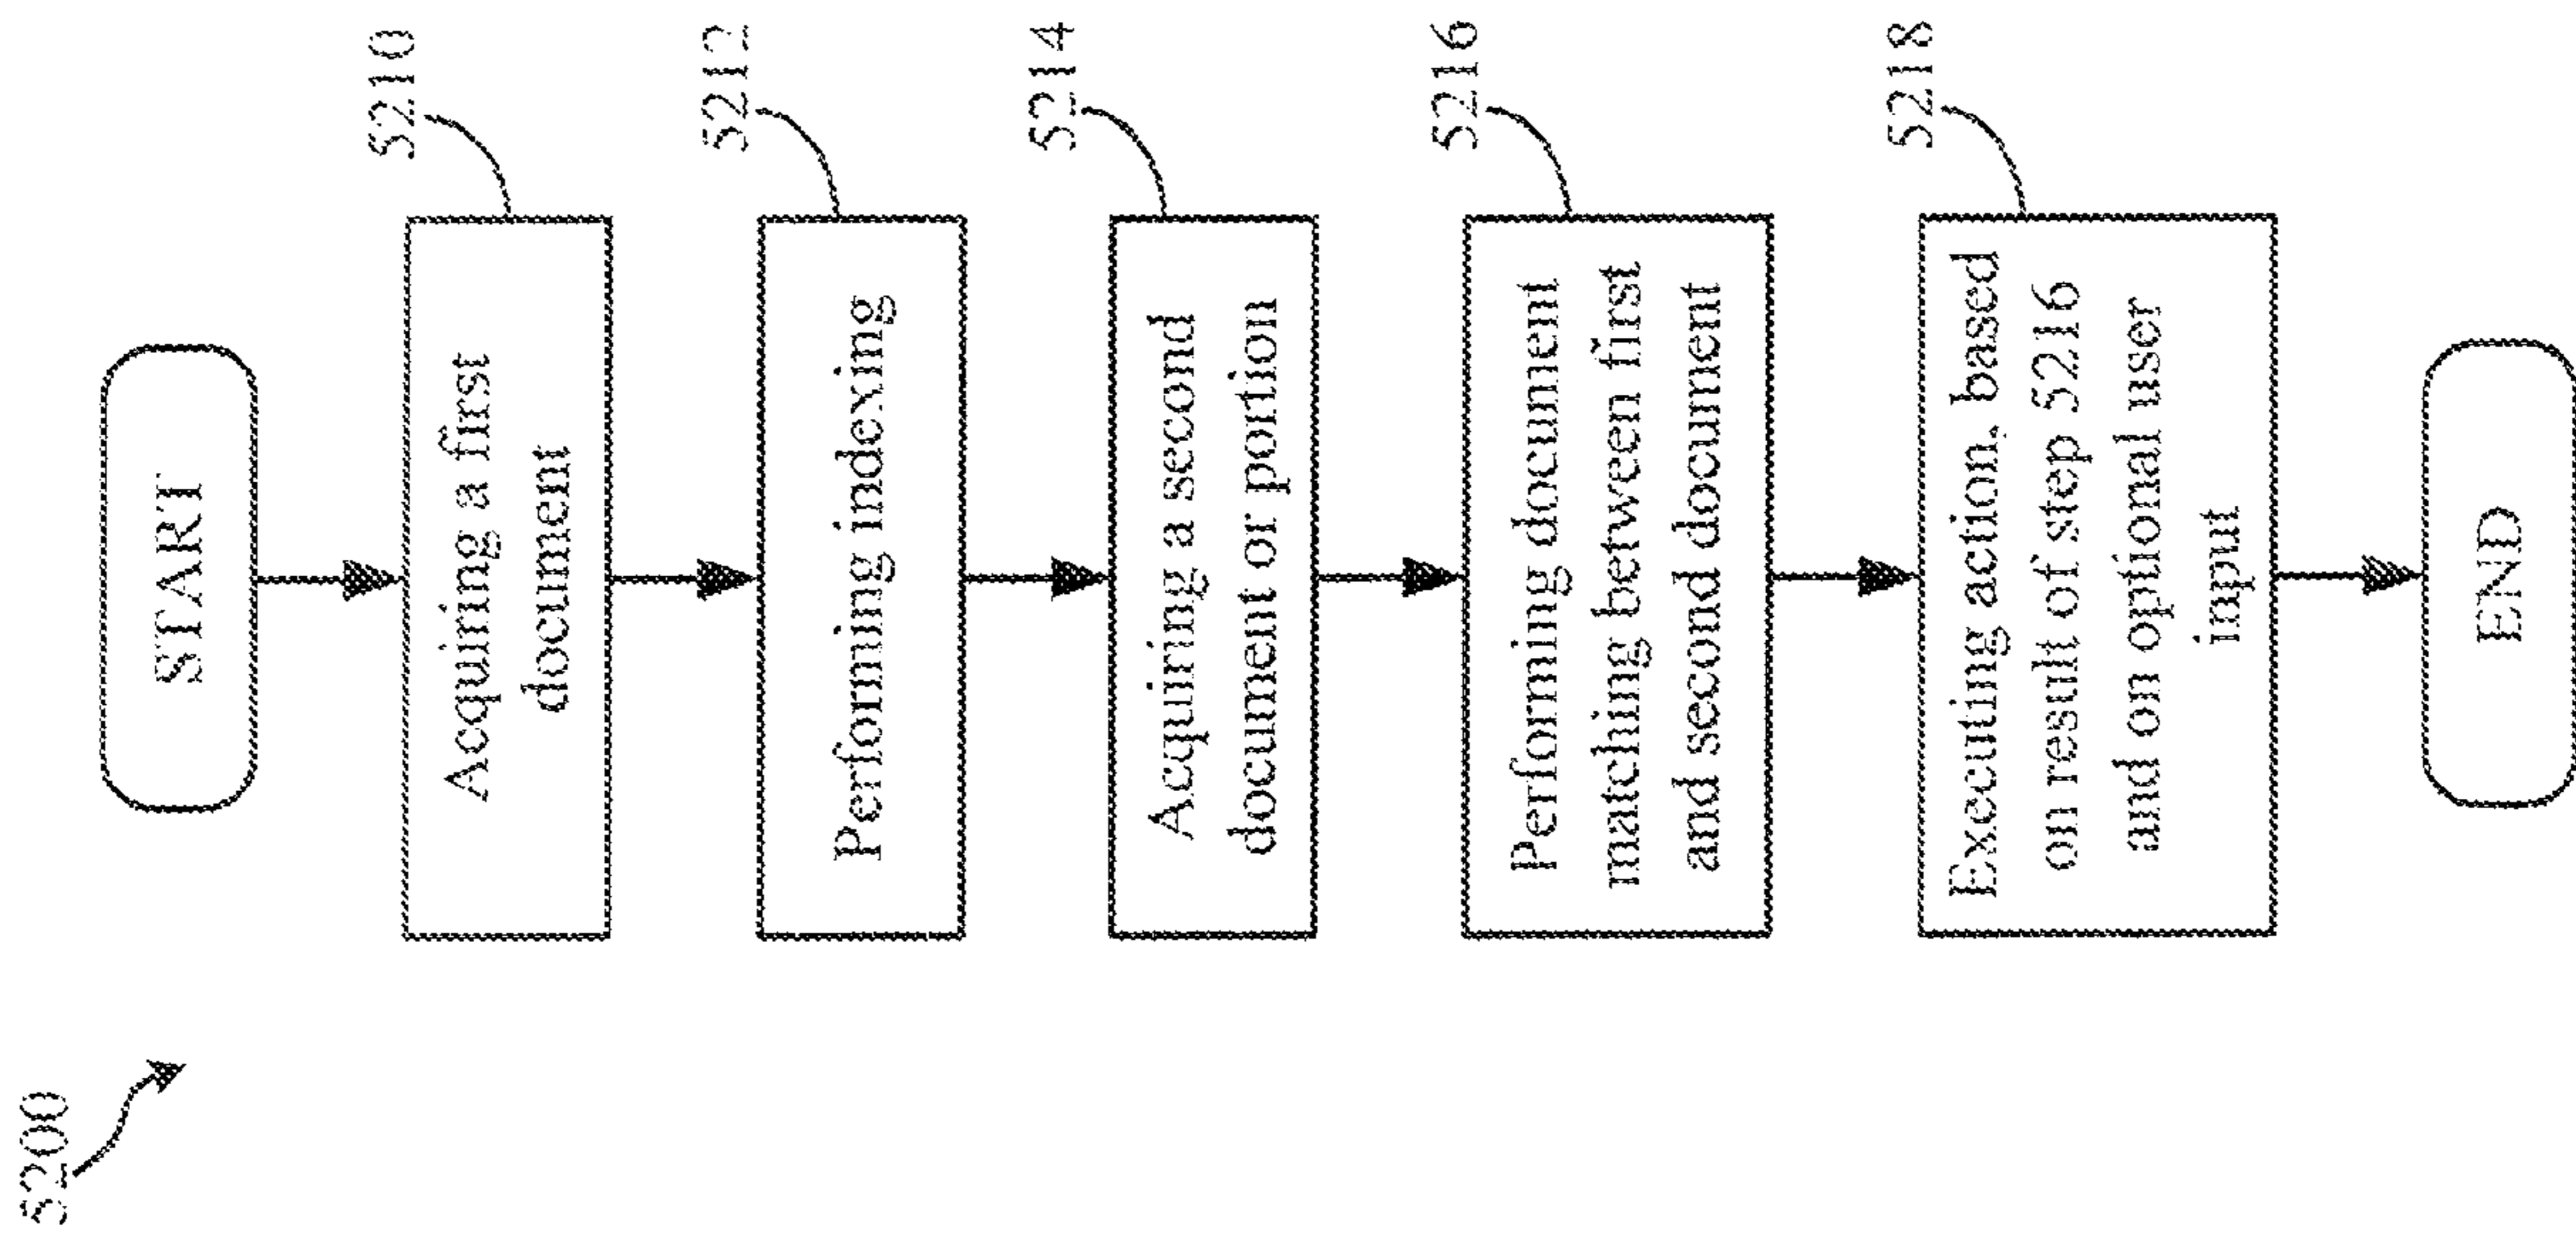 5200
START
5210
Acquiring a first
document
5212
Performing indexing
5214
Acquiring a second
document or portion
5216
Performing document
matching between first
and second document
5218
Executing action, based
on result of step 5216
and on optional user
input
END